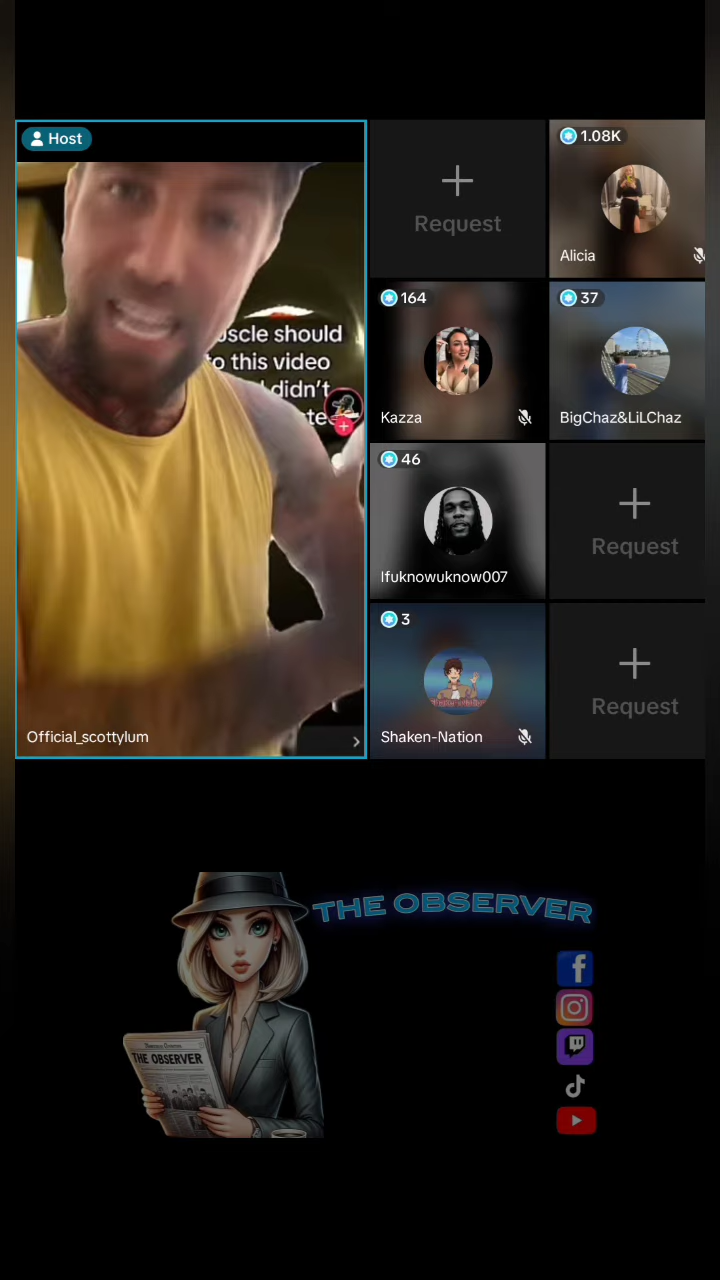 Host
uscle should
o this video
didn't
Official_scottylum
Request
1.08K
Alicia
164
Kazza
37
BigChaz&LiLChaz
46
Ifuknowuknow007
Request
3
Shaken-Nation
Request
THE OBSERVER
THE OBSERVER